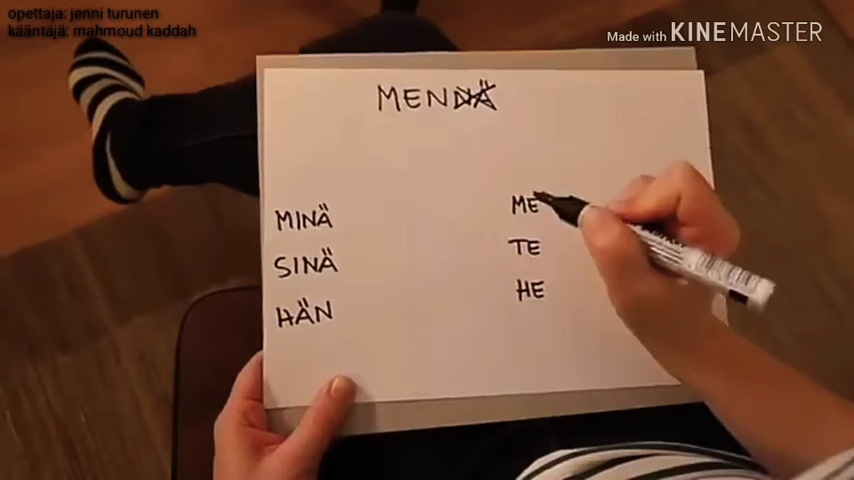 opettaja: jenni turunen
kääntäjä: mahmoud kaddah
Made with KINEMASTER
MENNÄ
MINÄ
SINÄ
HÄN
ME
TE
HE